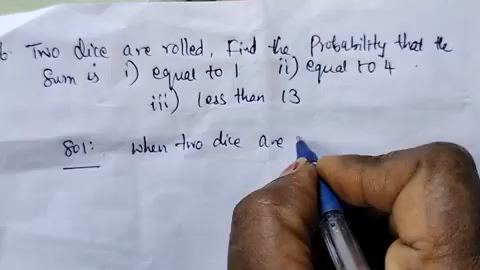 6. Two dice are rolled, Find the Probability that the
Sum is i) equal to 1 ii) equal to 4.
iii) less than 13
Sol: When two dice are